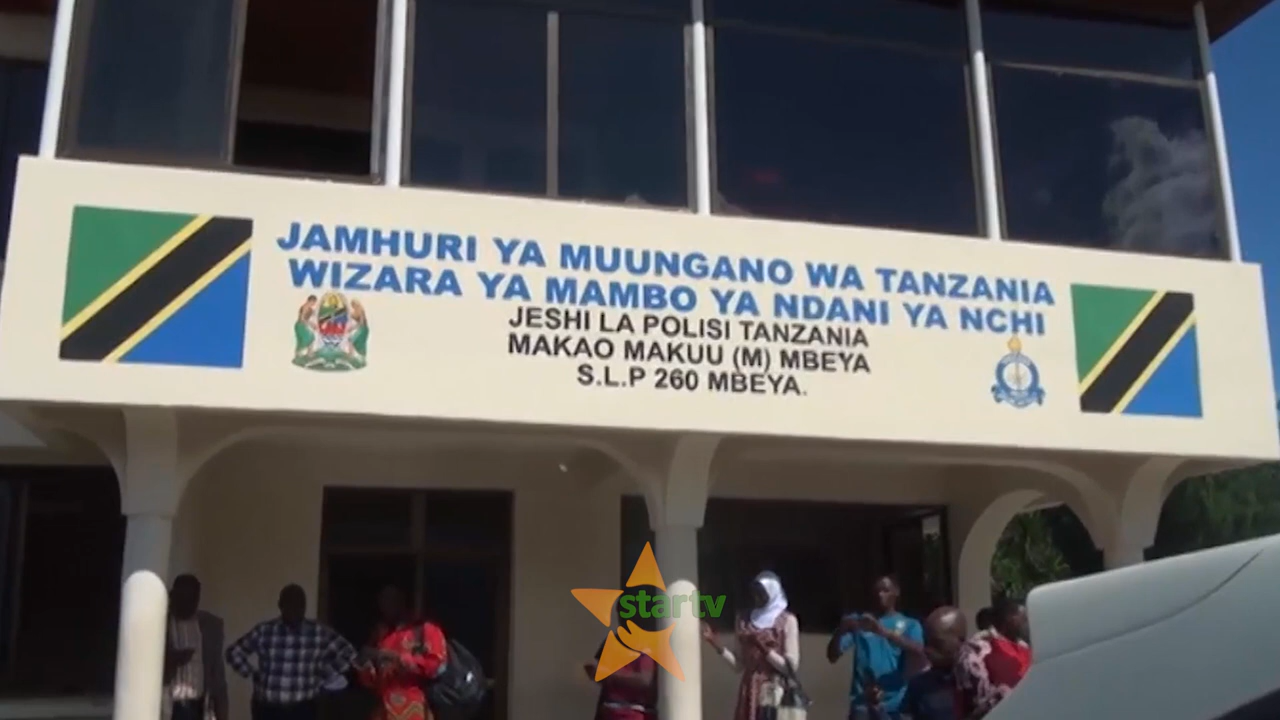 JAMHURI YA MUUNGANO WA TANZANIA
WIZARA YA MAMBO YA NDANI YA NCHI
JESHI LA POLISI TANZANIA
MAKAO MAKUU (M) MBEYA
S.L.P 260 MBEYA.
startv